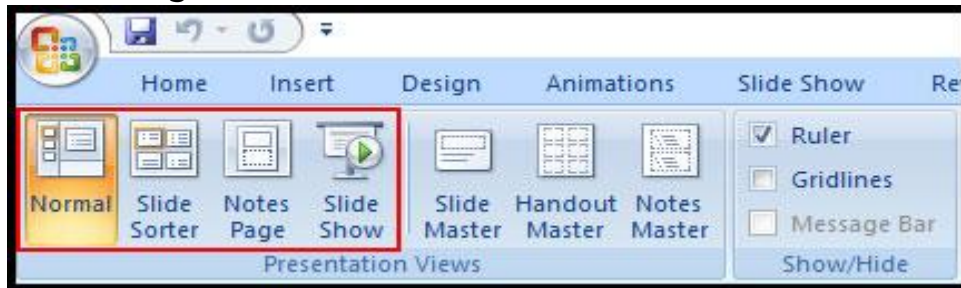 Home Insert Design Animations Slide Show
Normal Slide Sorter Notes Page Slide Show Slide Master Handout Master Notes Master
Ruler
Gridlines
Message Bar
Presentation Views Show/Hide